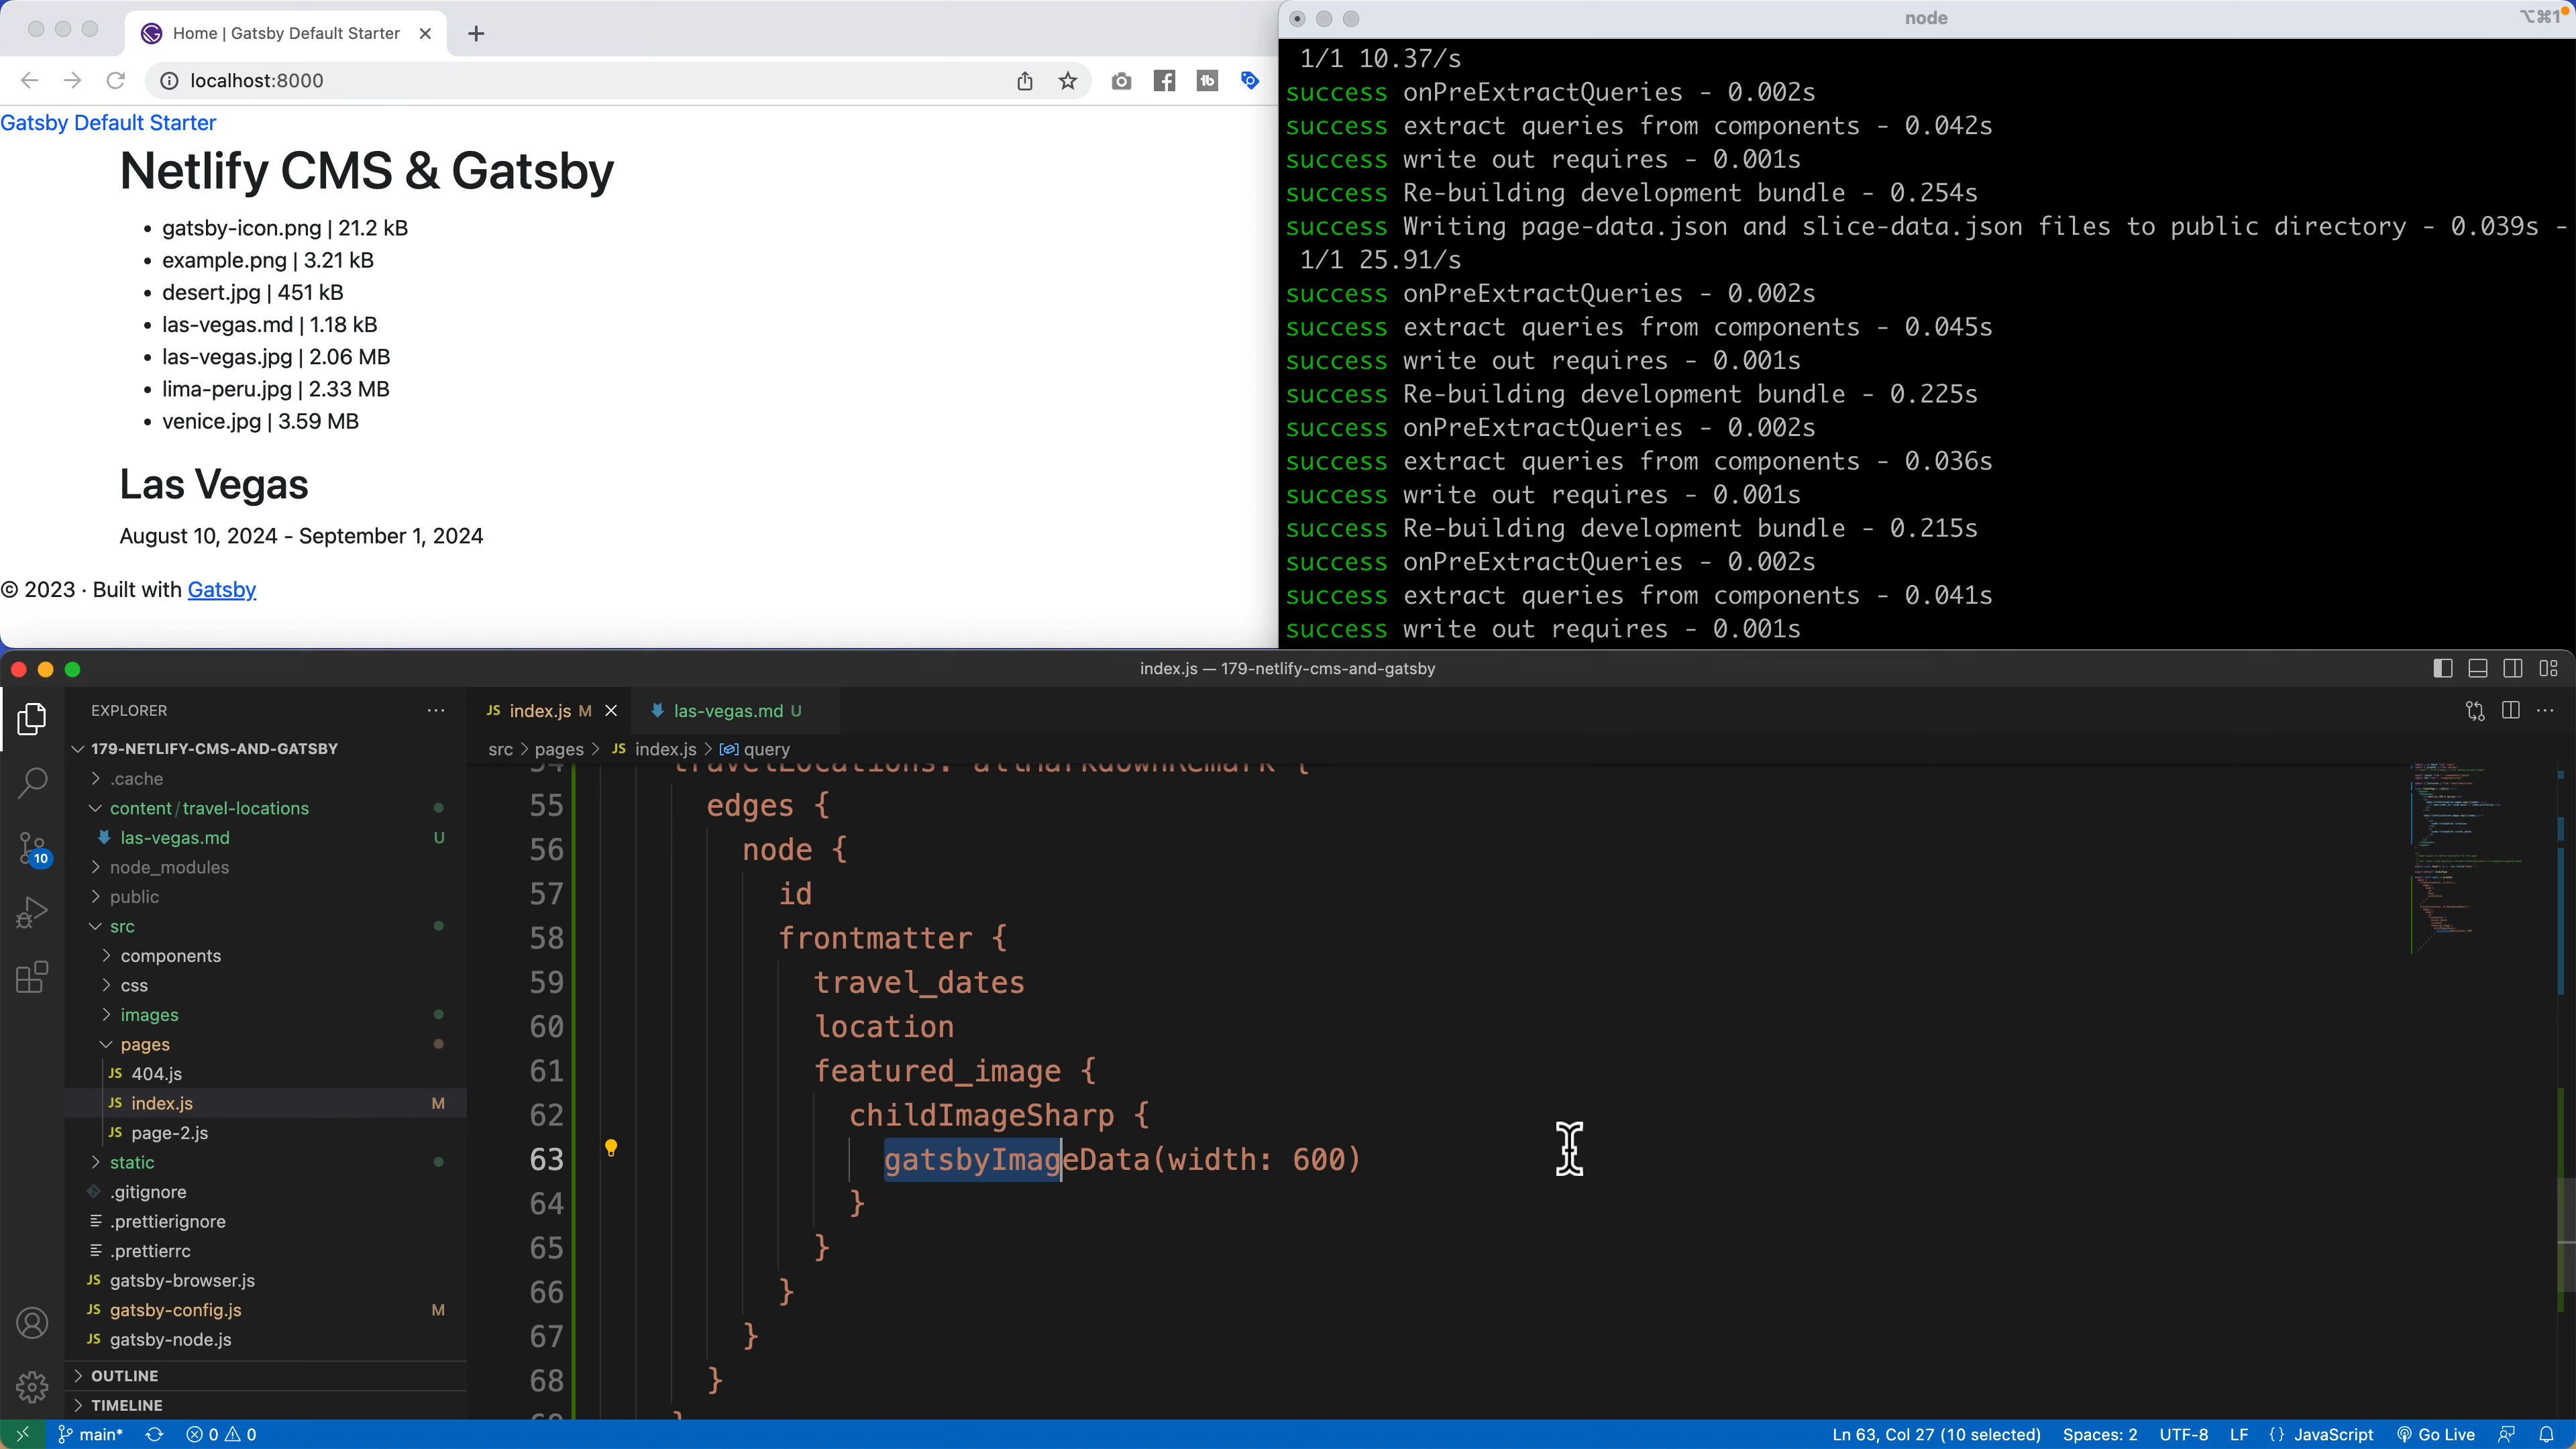 Home | Gatsby Default Starter
localhost:8000
Gatsby Default Starter
Netlify CMS & Gatsby
• gatsby-icon.png | 21.2 kB
• example.png | 3.21 kB
• desert.jpg | 451 kB
• las-vegas.md | 1.18 kB
• las-vegas.jpg | 2.06 MB
• lima-peru.jpg | 2.33 MB
• venice.jpg | 3.59 MB
Las Vegas
August 10, 2024 - September 1, 2024
© 2023 · Built with Gatsby
node
⌥⌘1
1/1 10.37/s
success onPreExtractQueries - 0.002s
success extract queries from components - 0.042s
success write out requires - 0.001s
success Re-building development bundle - 0.254s
success Writing page-data.json and slice-data.json files to public directory - 0.039s -
1/1 25.91/s
success onPreExtractQueries - 0.002s
success extract queries from components - 0.045s
success write out requires - 0.001s
success Re-building development bundle - 0.225s
success onPreExtractQueries - 0.002s
success extract queries from components - 0.036s
success write out requires - 0.001s
success Re-building development bundle - 0.215s
success onPreExtractQueries - 0.002s
success extract queries from components - 0.041s
success write out requires - 0.001s
index.js — 179-netlify-cms-and-gatsby
EXPLORER
179-NETLIFY-CMS-AND-GATSBY
.cache
content / travel-locations
las-vegas.md U
node_modules
public
src
components
css
images
pages
JS 404.js
JS index.js M
JS page-2.js
static
.gitignore
.prettierignore
.prettierrc
JS gatsby-browser.js
JS gatsby-config.js M
JS gatsby-node.js
OUTLINE
TIMELINE
10
JS index.js M
las-vegas.md U
src > pages > JS index.js > query
54 travelLocations: allMarkdownRemark {
55 edges {
56 node {
57 id
58 frontmatter {
59 travel_dates
60 location
61 featured_image {
62 childImageSharp {
63 gatsbyImageData(width: 600)
64 }
65 }
66 }
67 }
68 }
main*
0 0
Ln 63, Col 27 (10 selected)
Spaces: 2
UTF-8
LF
{} JavaScript
Go Live